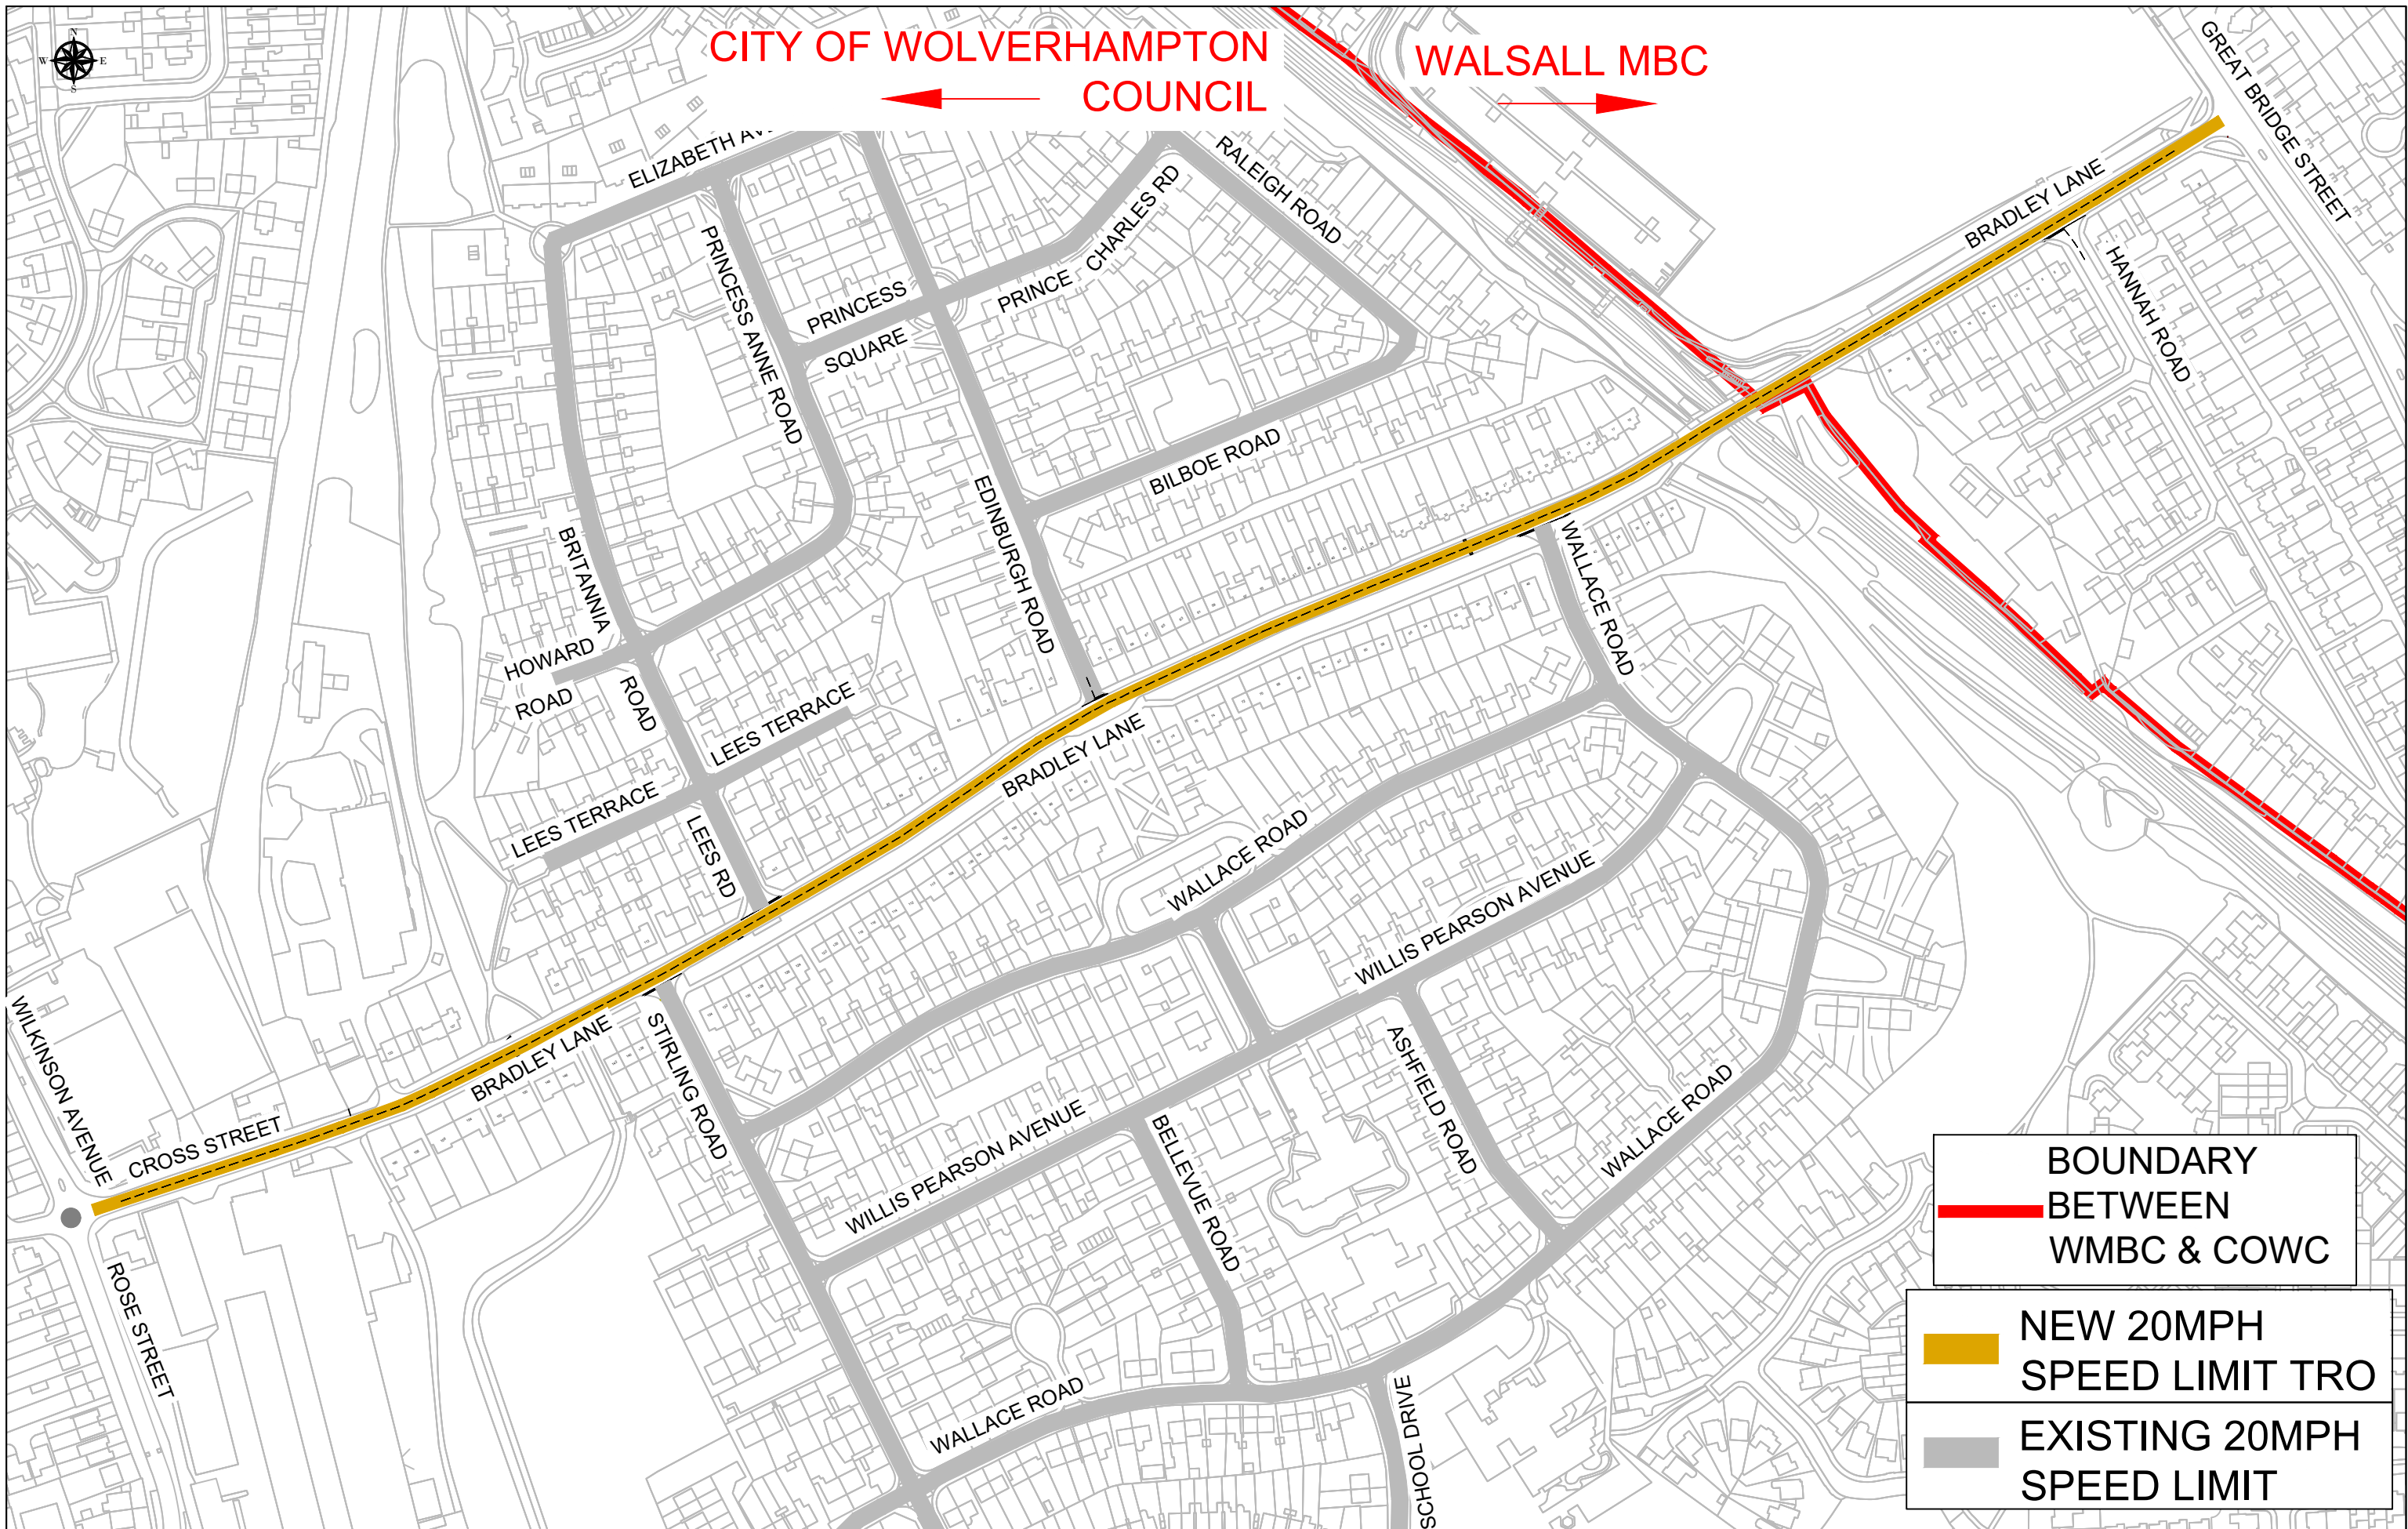 N
W
E
S
CITY OF WOLVERHAMPTON
COUNCIL
WALSALL MBC
GREAT BRIDGE STREET
ELIZABETH
RALEIGH ROAD
CHARLES RD
PRINCE
BRADLEY LANE
HANNAH ROAD
PRINCESS ANNE ROAD
PRINCESS
SQUARE
BILBOE ROAD
EDINBURGH ROAD
BRITANNIA
ROAD
HOWARD
ROAD
WALLACE ROAD
LEES TERRACE
LEES TERRACE
LEES RD
BRADLEY LANE
WALLACE ROAD
WILLIS PEARSON AVENUE
WILKINSON AVENUE
BRADLEY LANE
STIRLING ROAD
CROSS STREET
ASHFIELD ROAD
WALLACE ROAD
WILLIS PEARSON AVENUE
BELLEVUE ROAD
ROSE STREET
WALLACE ROAD
SCHOOL DRIVE
BOUNDARY
BETWEEN
WMBC & COWC
NEW 20MPH
SPEED LIMIT TRO
EXISTING 20MPH
SPEED LIMIT